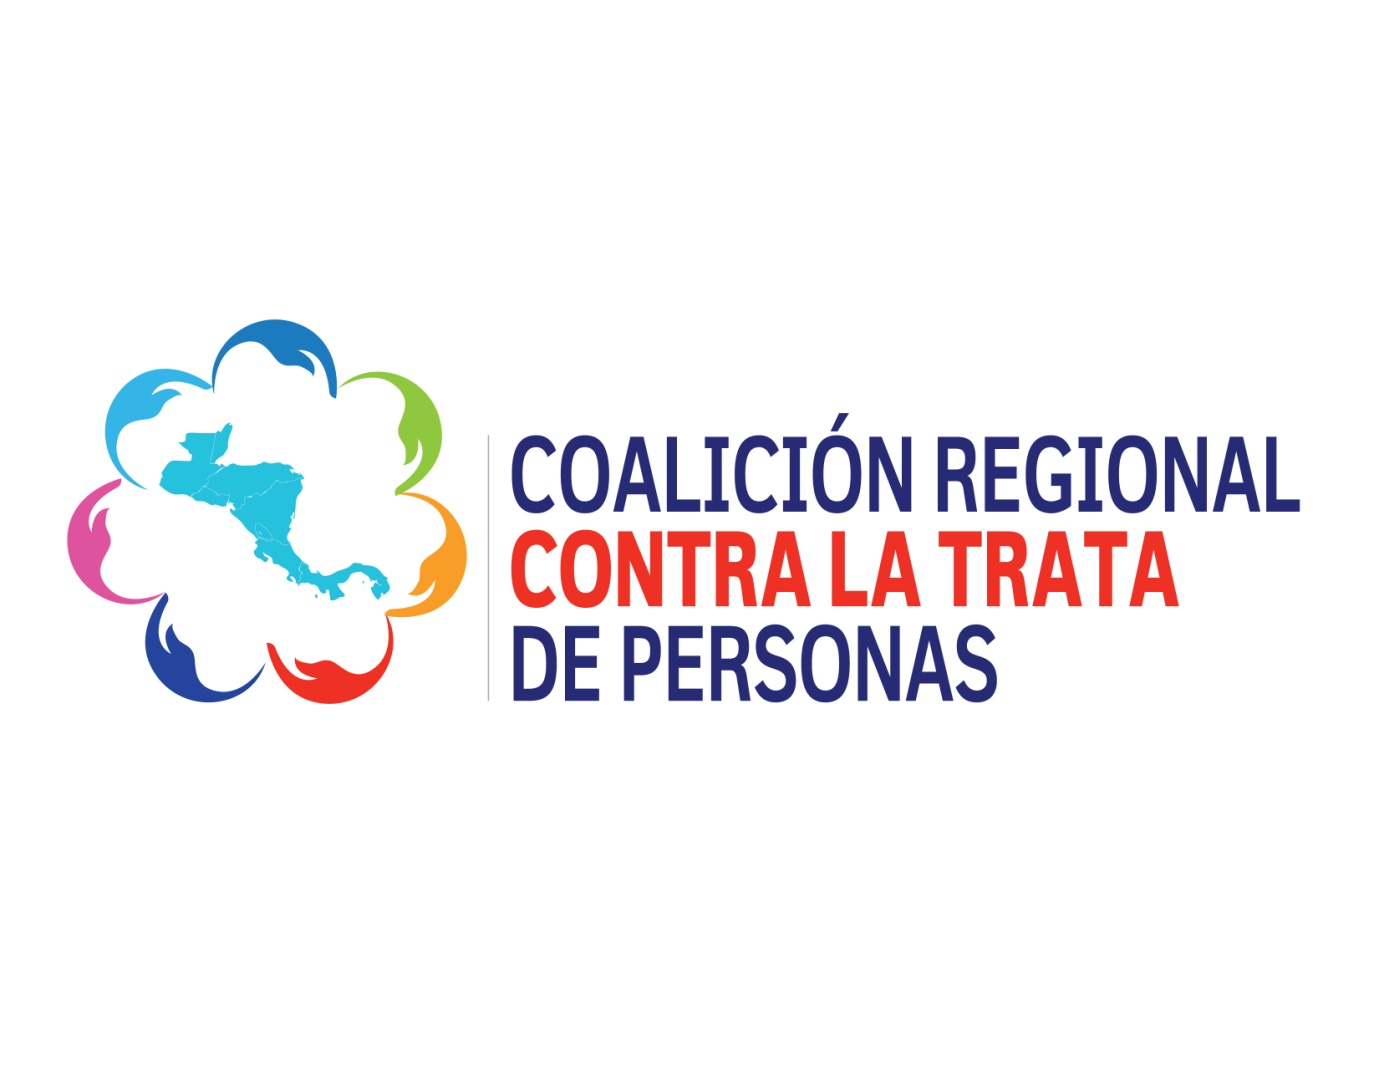 COALICIÓN REGIONAL
CONTRA LA TRATA
DE PERSONAS